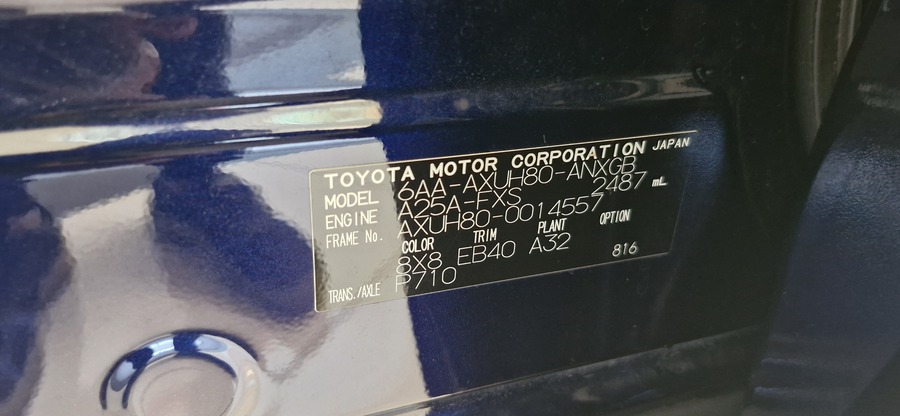 TOYOTA MOTOR CORPORATION JAPAN
MODEL 6AA-AXUH80-ANXGB
ENGINE A25A-FXS 2487 mL
FRAME No. AXUH80-0014557
COLOR TRIM PLANT OPTION
8X8 EB40 A32 816
TRANS./AXLE P710